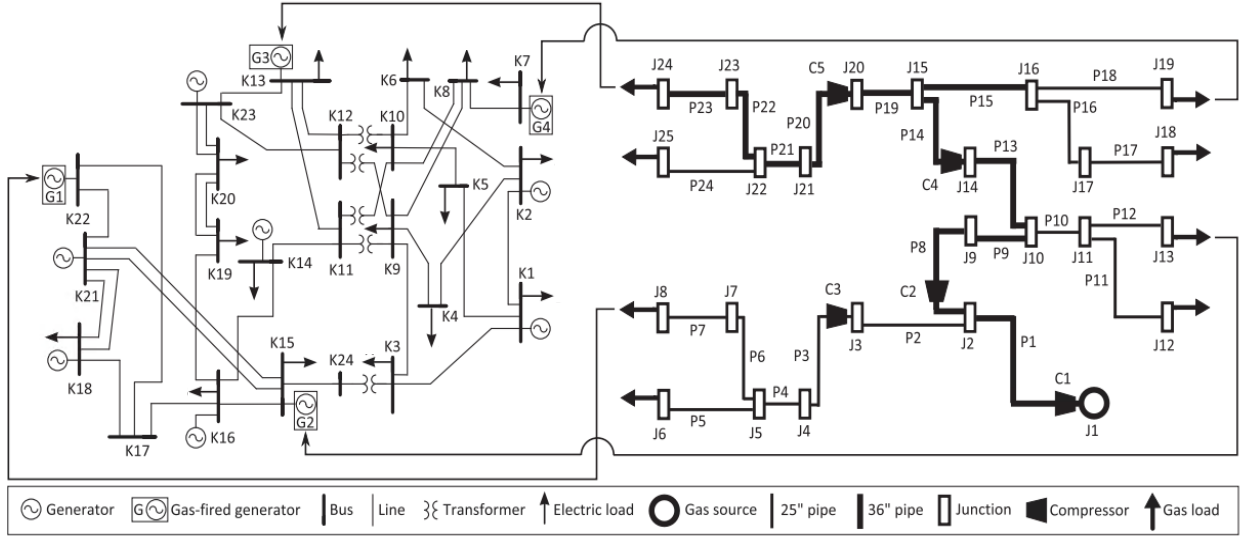 G3
K13
K23
K12
K10
K6
K8
K7
G4
K20
K5
K2
G1
K22
K19
K14
K11
K9
K21
K1
K4
K18
K15
K24
K3
G2
K17
K16
J24
J23
C5
J20
J15
J16
P18
J19
P23
P22
P19
P15
P16
P20
P14
J25
J18
P21
P13
P17
P24
J22
J21
C4
J14
J17
P8
P10
P12
J9
P9
J10
J11
J13
P11
C2
J8
J7
C3
P7
J3
P2
J2
P1
J12
P6
P3
P4
C1
J6
P5
J5
J4
J1
Generator
G
Gas-fired generator
Bus
Line
Transformer
Electric load
Gas source
25" pipe
36" pipe
Junction
Compressor
Gas load